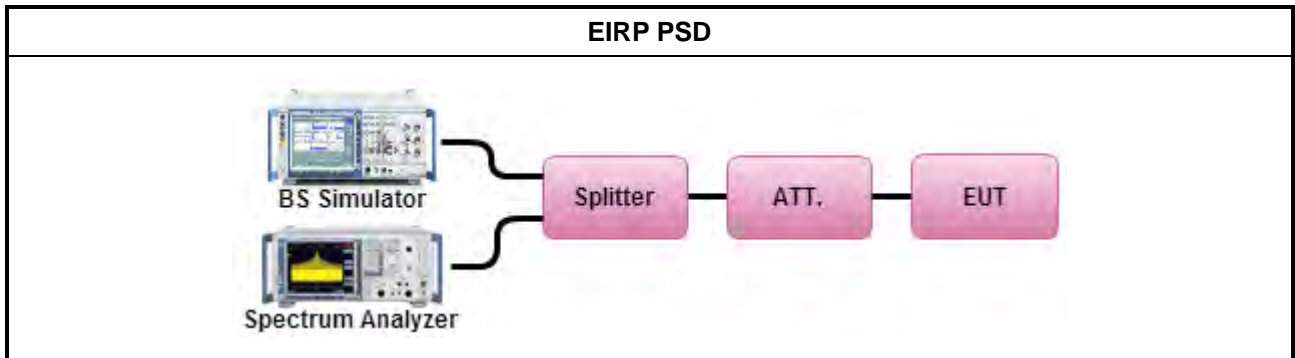 EIRP PSD
BS Simulator
Splitter
ATT.
EUT
Spectrum Analyzer